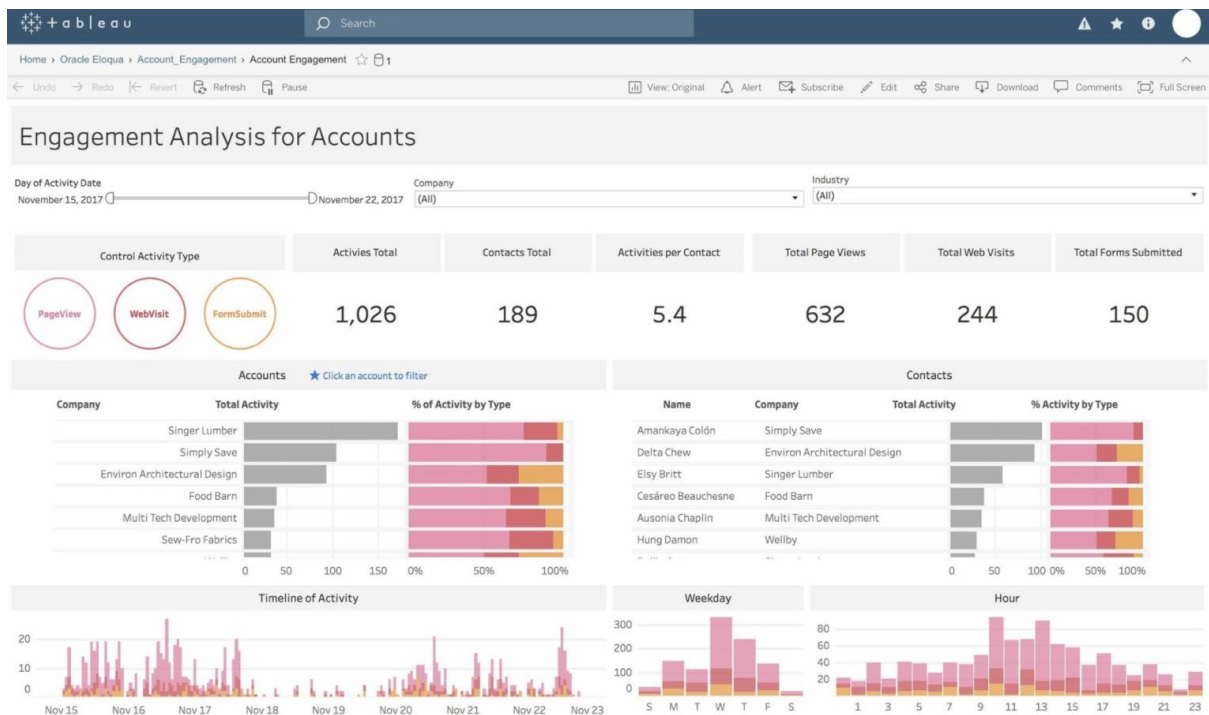 + a b | e a u
Search
Home › Oracle Eloqua › Account_Engagement › Account Engagement 1
← Undo → Redo |← Revert Refresh Pause View: Original Alert Subscribe Edit Share Download Comments Full Screen
Engagement Analysis for Accounts
Day of Activity Date Company Industry
November 15, 2017 November 22, 2017 (All) (All)
Control Activity Type Activies Total Contacts Total Activities per Contact Total Page Views Total Web Visits Total Forms Submitted
PageView WebVisit FormSubmit 1,026 189 5.4 632 244 150
Accounts ★ Click an account to filter Contacts
Company Total Activity % of Activity by Type Name Company Total Activity % Activity by Type
Singer Lumber Amankaya Colón Simply Save
Simply Save Delta Chew Environ Architectural Design
Environ Architectural Design Elsy Britt Singer Lumber
Food Barn Cesáreo Beauchesne Food Barn
Multi Tech Development Ausonia Chaplin Multi Tech Development
Sew-Fro Fabrics Hung Damon Wellby
0 50 100 150 0% 50% 100% 0 50 100 0% 50% 100%
Timeline of Activity Weekday Hour
20
10
0
Nov 15 Nov 16 Nov 17 Nov 18 Nov 19 Nov 20 Nov 21 Nov 22 Nov 23
300
200
100
0
S M T W T F S
80
60
40
20
1 3 5 7 9 11 13 15 17 19 21 23